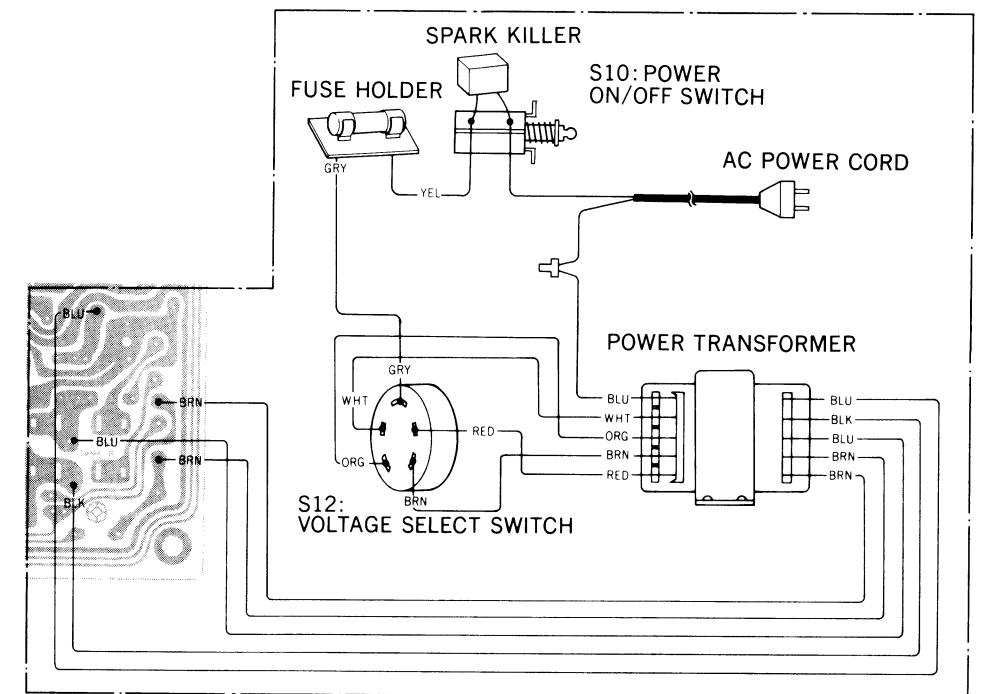 SPARK KILLER
FUSE HOLDER
S10: POWER
ON/OFF SWITCH
AC POWER CORD
GRY
YEL
BLU
POWER TRANSFORMER
GRY
WHT
BLU
BLU
WHT
BLK
BRN
RED
ORG
BLU
BLU
ORG
BRN
BRN
BRN
RED
BRN
BLK
BRN
S12:
VOLTAGE SELECT SWITCH